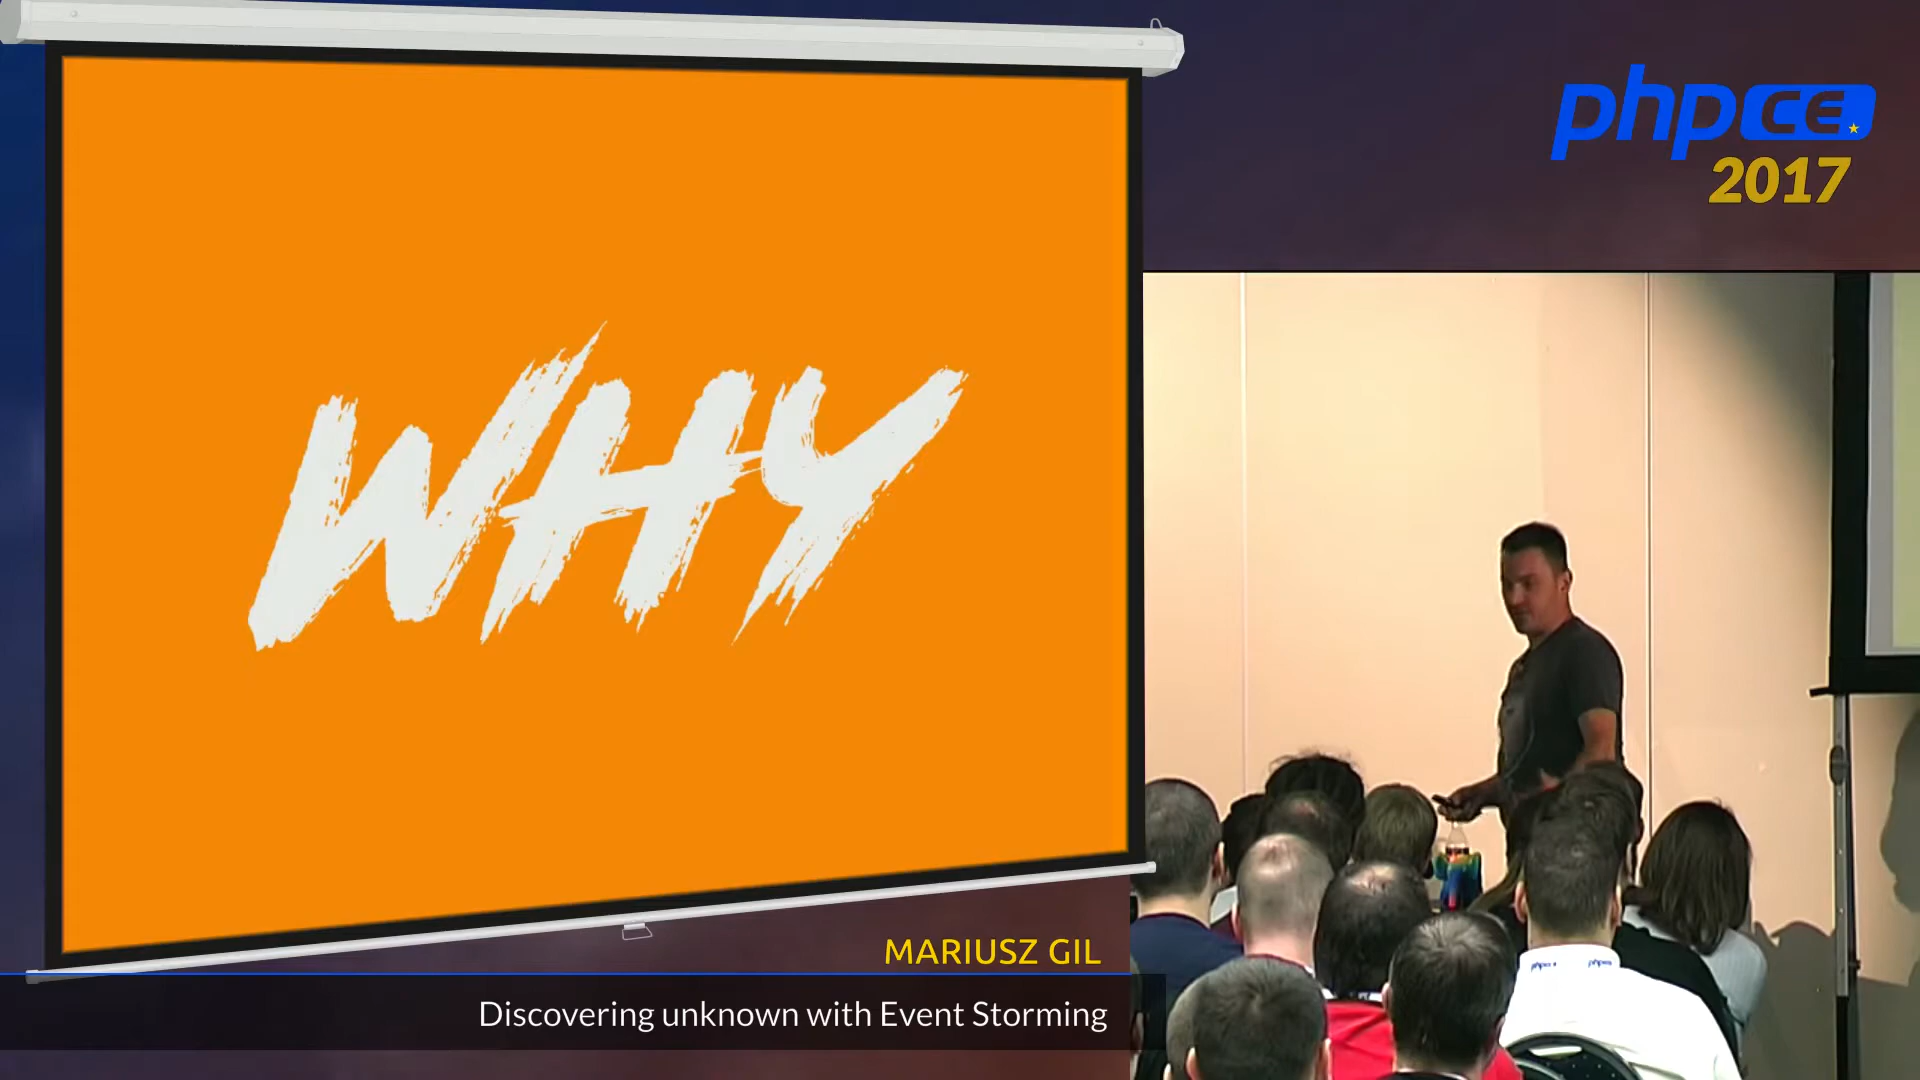 WHY
phpCE
2017
MARIUSZ GIL
Discovering unknown with Event Storming